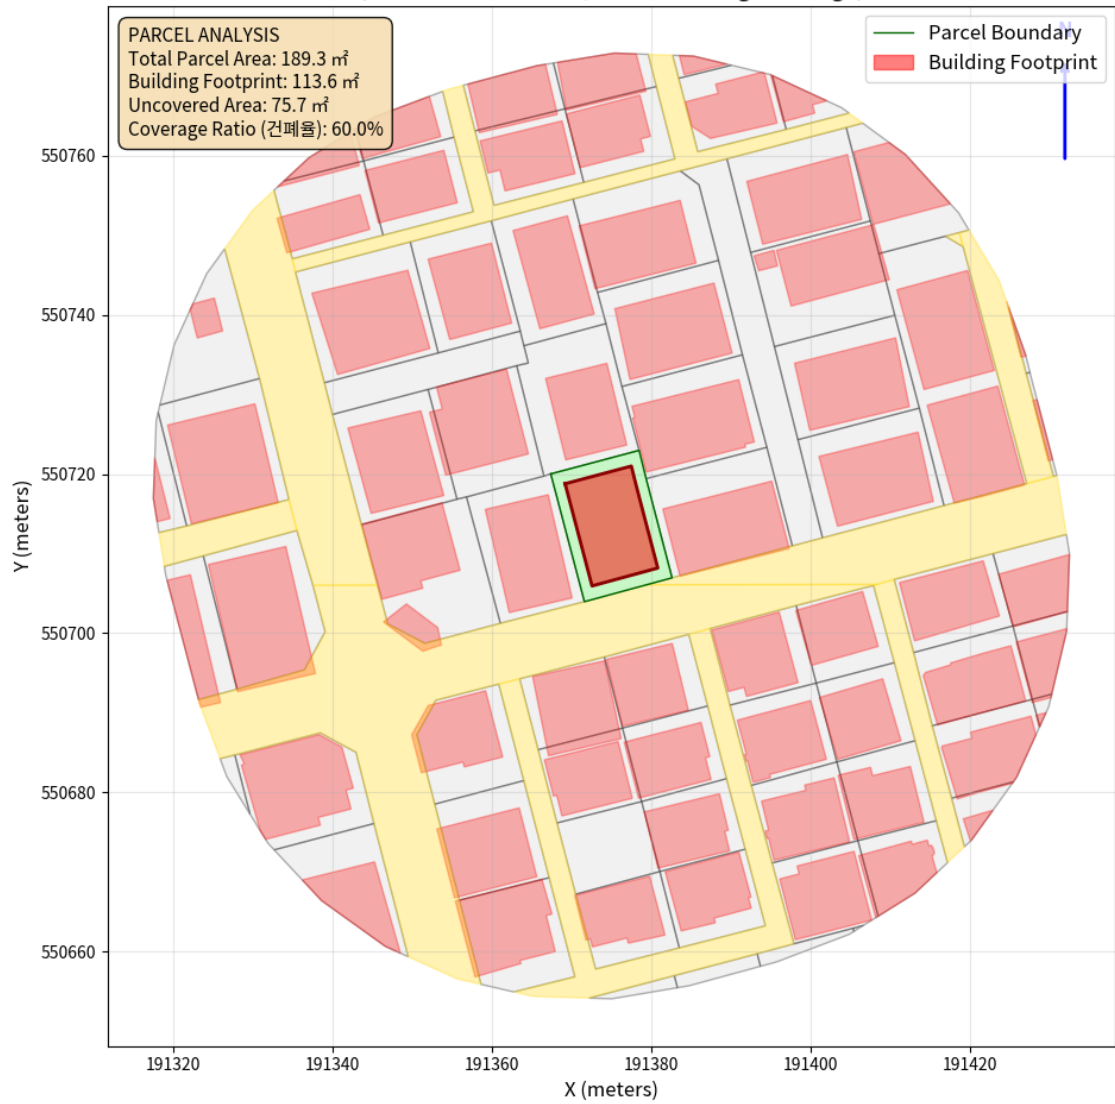 PARCEL ANALYSIS
Total Parcel Area: 189.3 ㎡
Building Footprint: 113.6 ㎡
Uncovered Area: 75.7 ㎡
Coverage Ratio (건폐율): 60.0%
Parcel Boundary
Building Footprint
N
550760
550740
550720
550700
550680
550660
Y (meters)
191320
191340
191360
191380
191400
191420
X (meters)